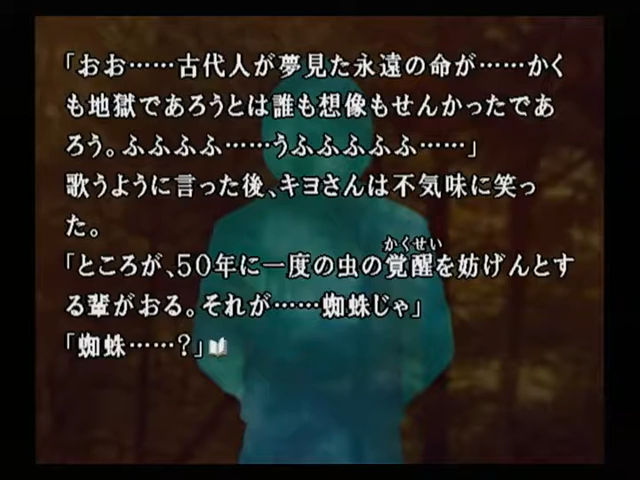 「おお……古代人が夢見た永遠の命が……かく
も地獄であろうとは誰も想像もせんかったであ
ろう。ふふふふ……うふふふふふ……」
歌うように言った後、キヨさんは不気味に笑っ
た。
かくせい
「ところが、50年に一度の虫の覚醒を妨げんとす
る輩がおる。それが……蜘蛛じゃ」
「蜘蛛……?」